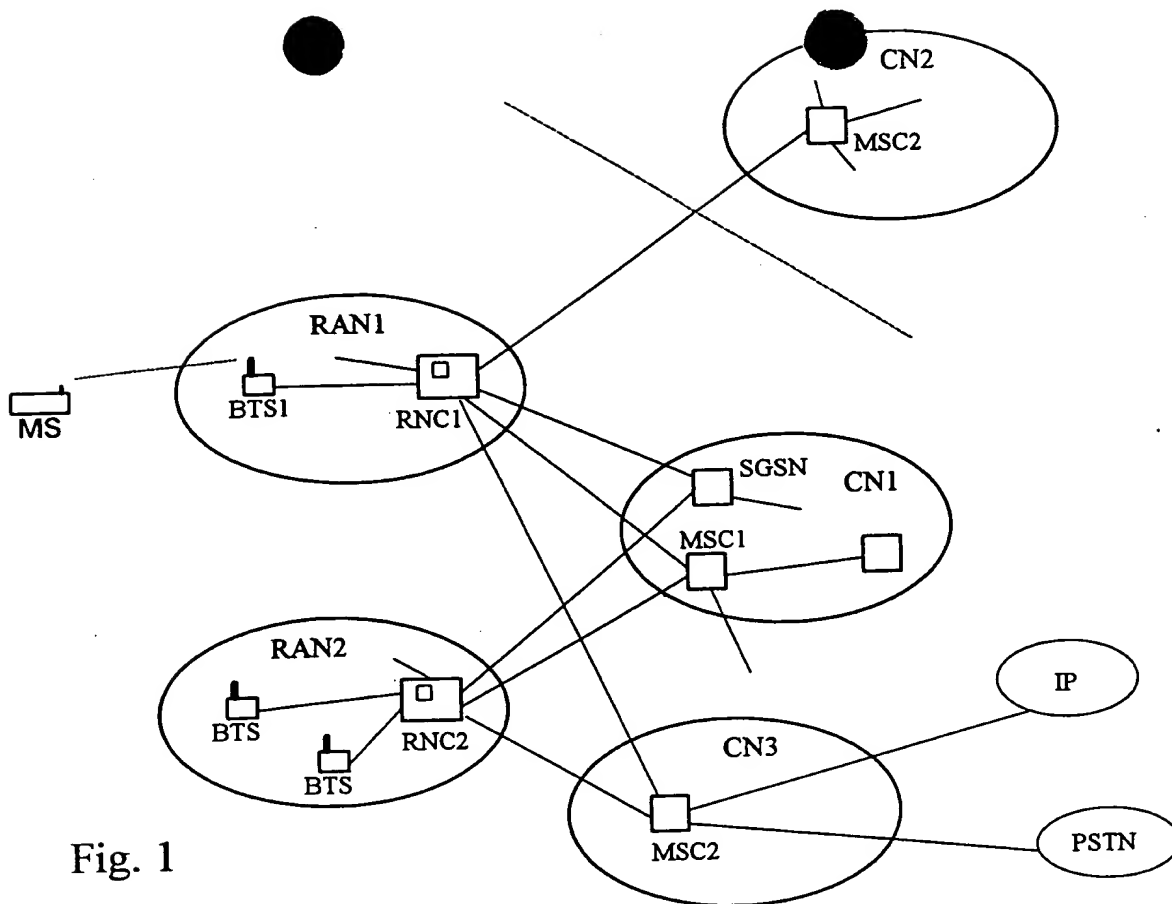 CN2
MSC2
RAN1
BTS1
RNC1
MS
SGSN
CN1
MSC1
RAN2
BTS
RNC2
BTS
IP
CN3
MSC2
PSTN
Fig. 1